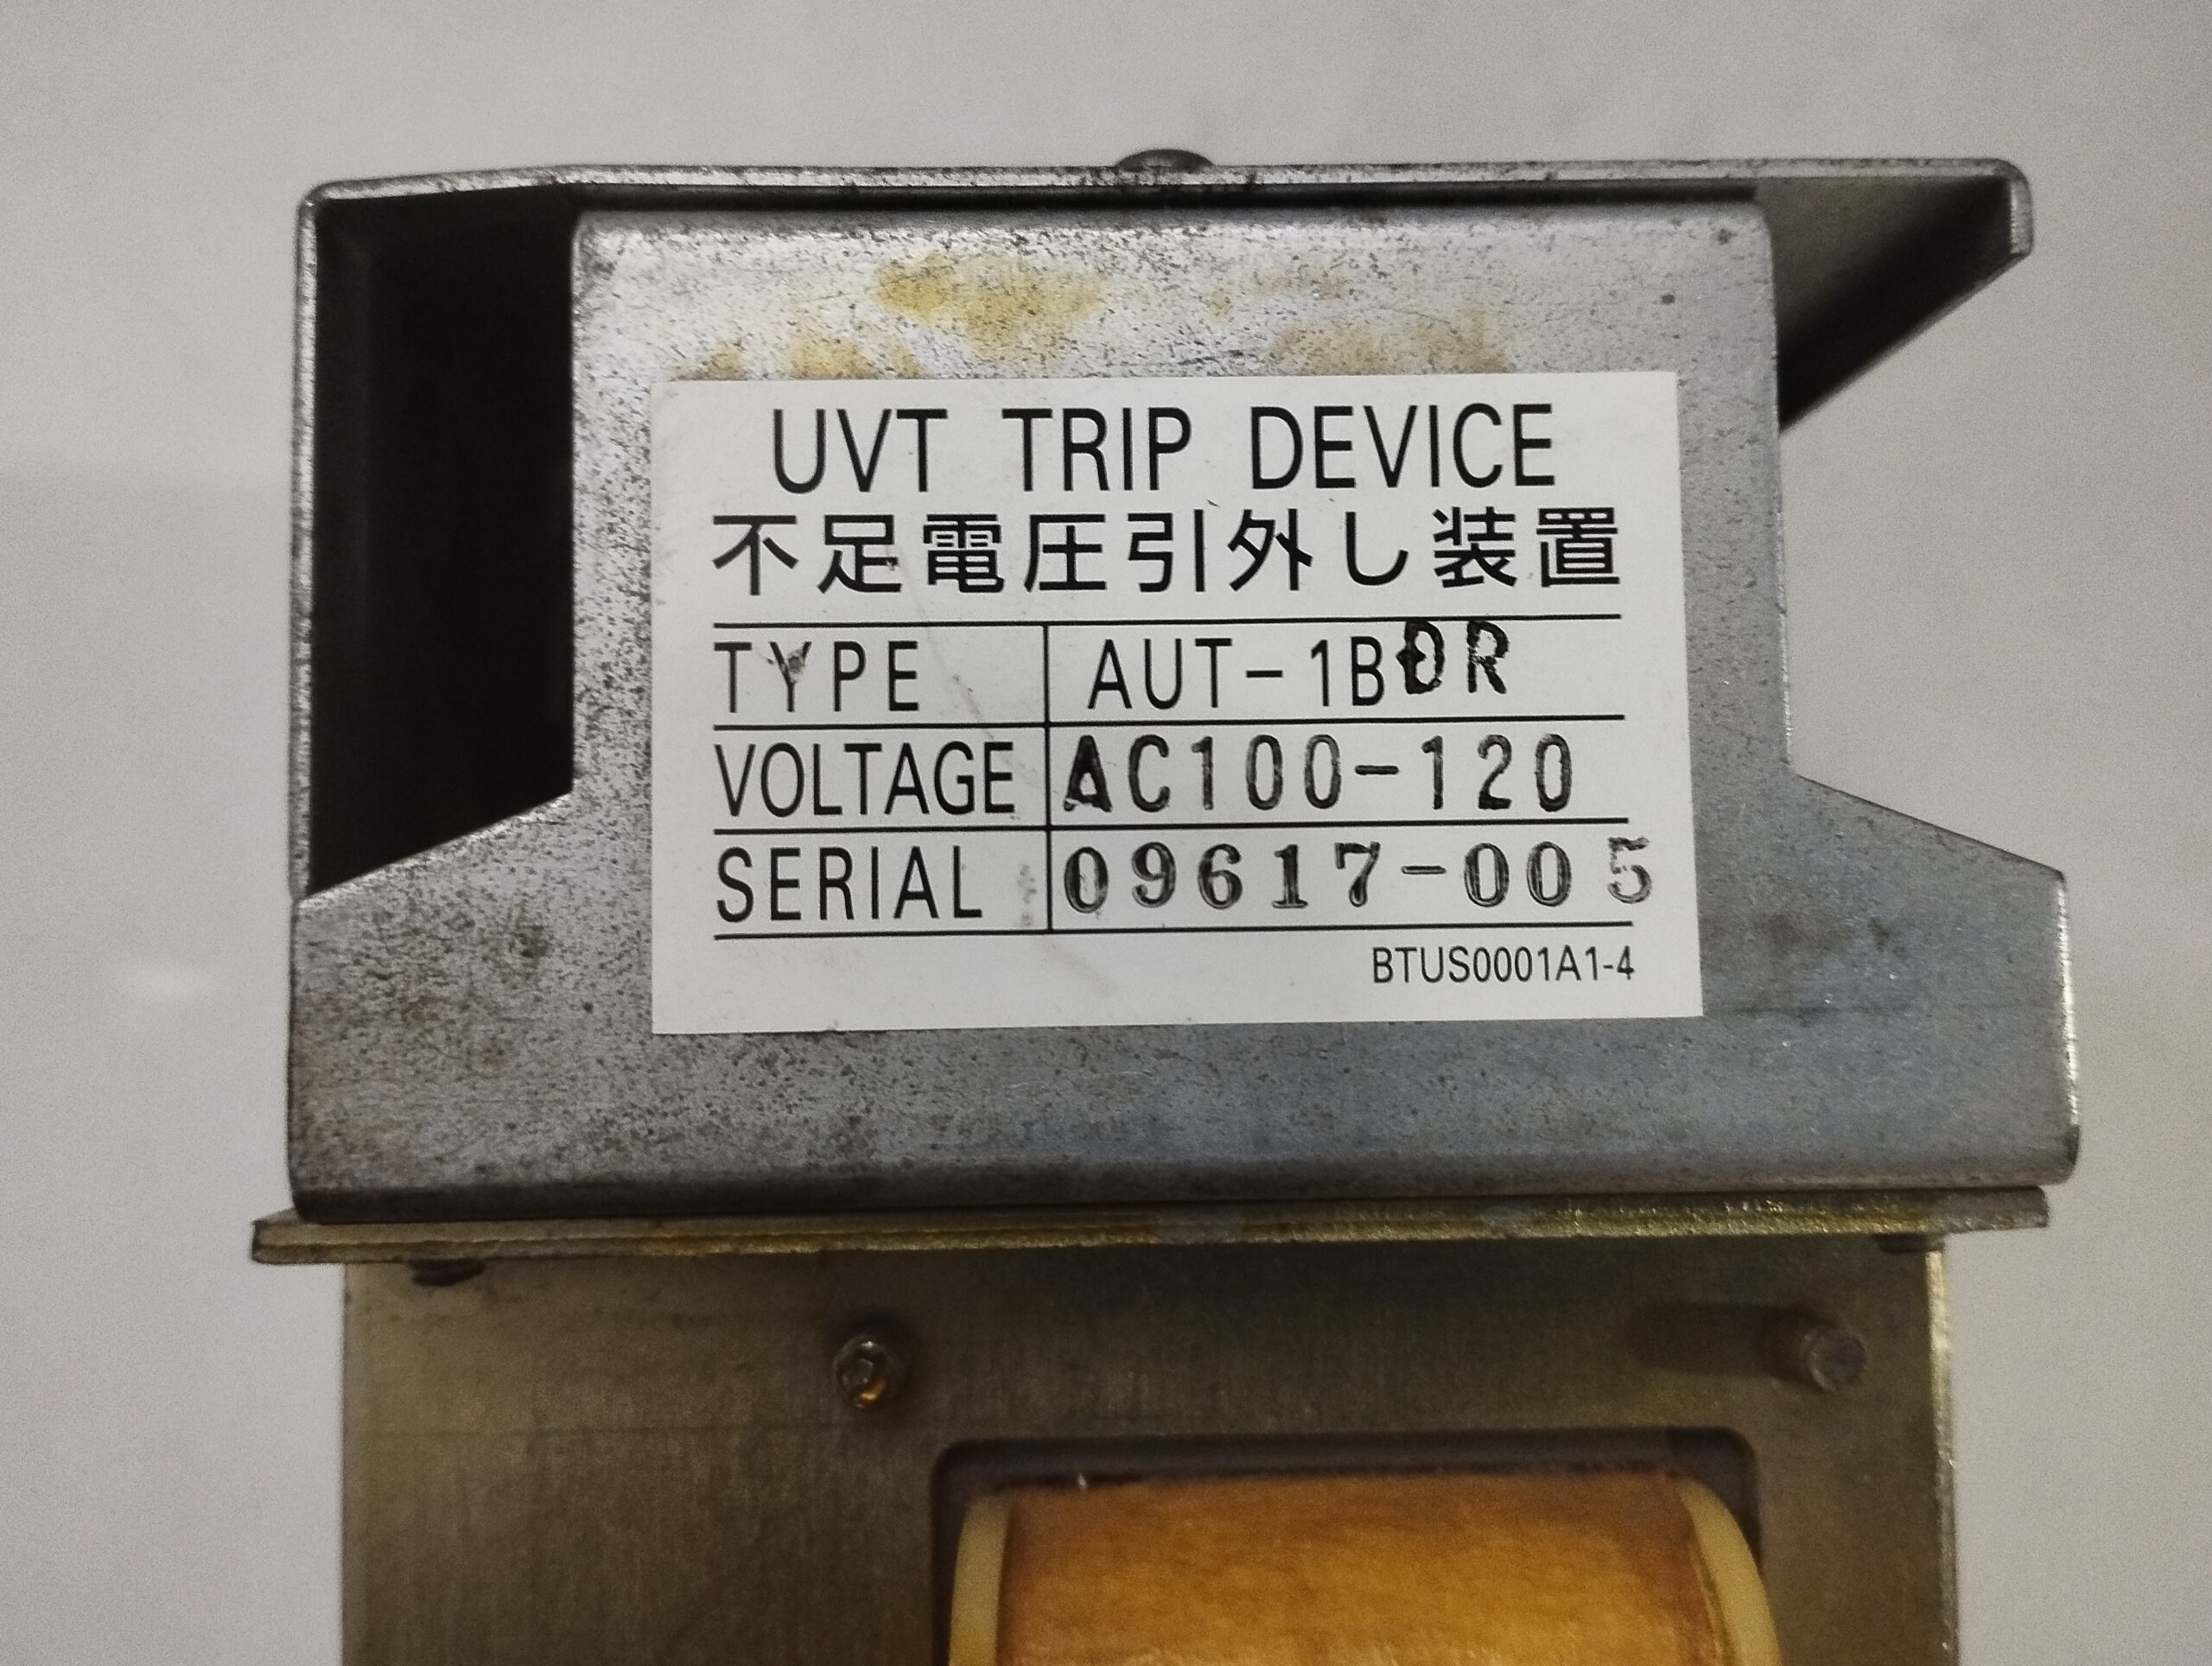 UVT TRIP DEVICE
不足電圧引外し装置
TYPE AUT-1BDR
VOLTAGE AC100-120
SERIAL 09617-005
BTUS0001A1-4